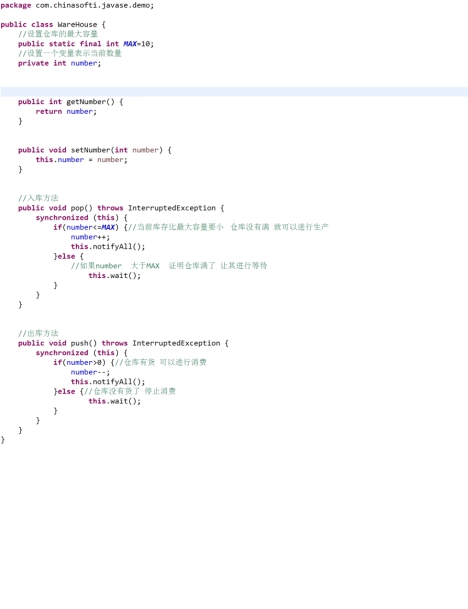 package com.chinasofti.javase.demo;
public class WareHouse {
//设置仓库的最大容量
public static final int MAX=10;
//设置一个变量表示当前数量
private int number;
public int getNumber() {
return number;
}
public void setNumber(int number) {
this.number = number;
}
//入库方法
public void pop() throws InterruptedException {
synchronized (this) {
if(number<=MAX) {//当前库存比最大容量要小 仓库没有满 就可以进行生产
number++;
this.notifyAll();
}else {
//如果number 大于MAX 证明仓库满了 让其进行等待
this.wait();
}
}
}
//出库方法
public void push() throws InterruptedException {
synchronized (this) {
if(number>0) {//仓库有货 可以进行消费
number--;
this.notifyAll();
}else {//仓库没有货了 停止消费
this.wait();
}
}
}
}